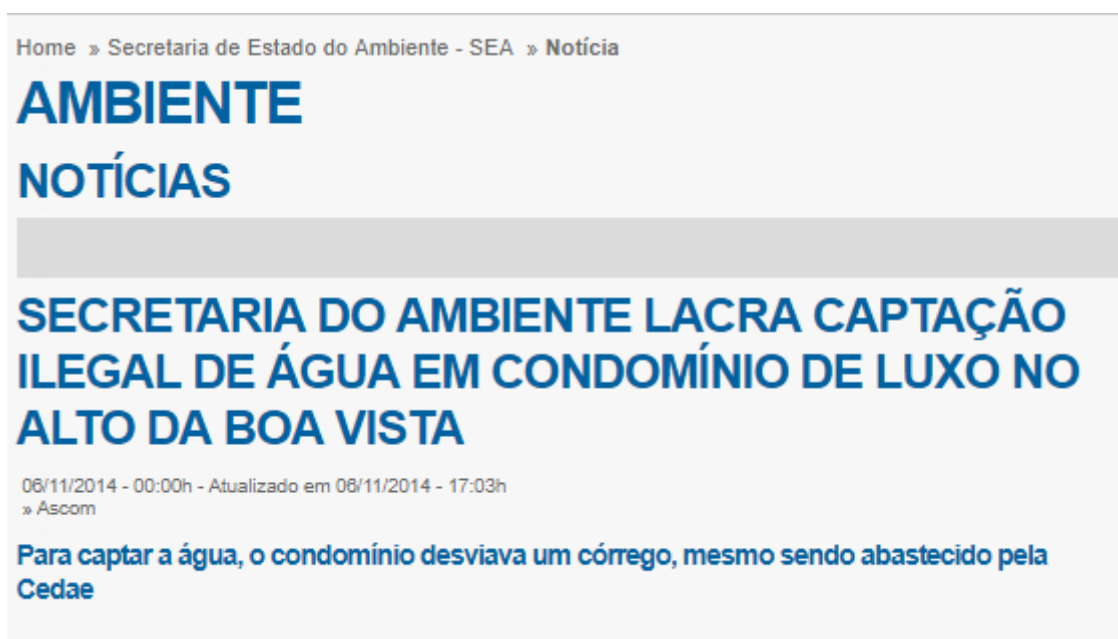 Home » Secretaria de Estado do Ambiente - SEA » Notícia
AMBIENTE
NOTÍCIAS
SECRETARIA DO AMBIENTE LACRA CAPTAÇÃO
ILEGAL DE ÁGUA EM CONDOMÍNIO DE LUXO NO
ALTO DA BOA VISTA
06/11/2014 - 00:00h - Atualizado em 06/11/2014 - 17:03h
» Ascom
Para captar a água, o condomínio desviava um córrego, mesmo sendo abastecido pela
Cedae